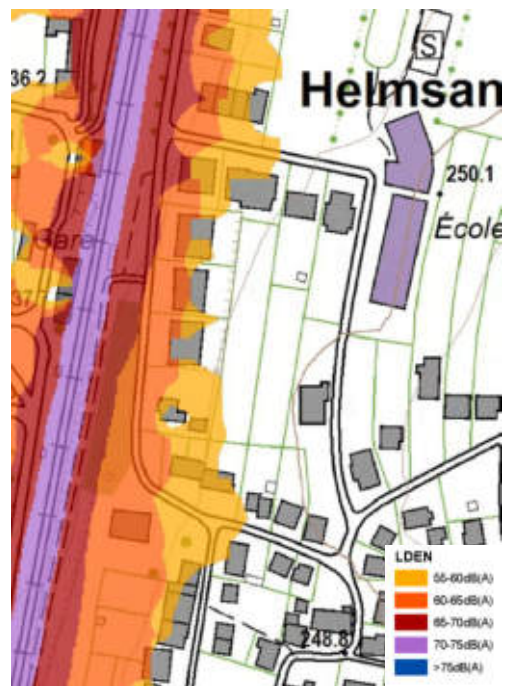 S
36.2
Helmsan
250.1
École
Gare
37
248.8
LDEN
55-60dB(A)
60-65dB(A)
65-70dB(A)
70-75dB(A)
>75dB(A)